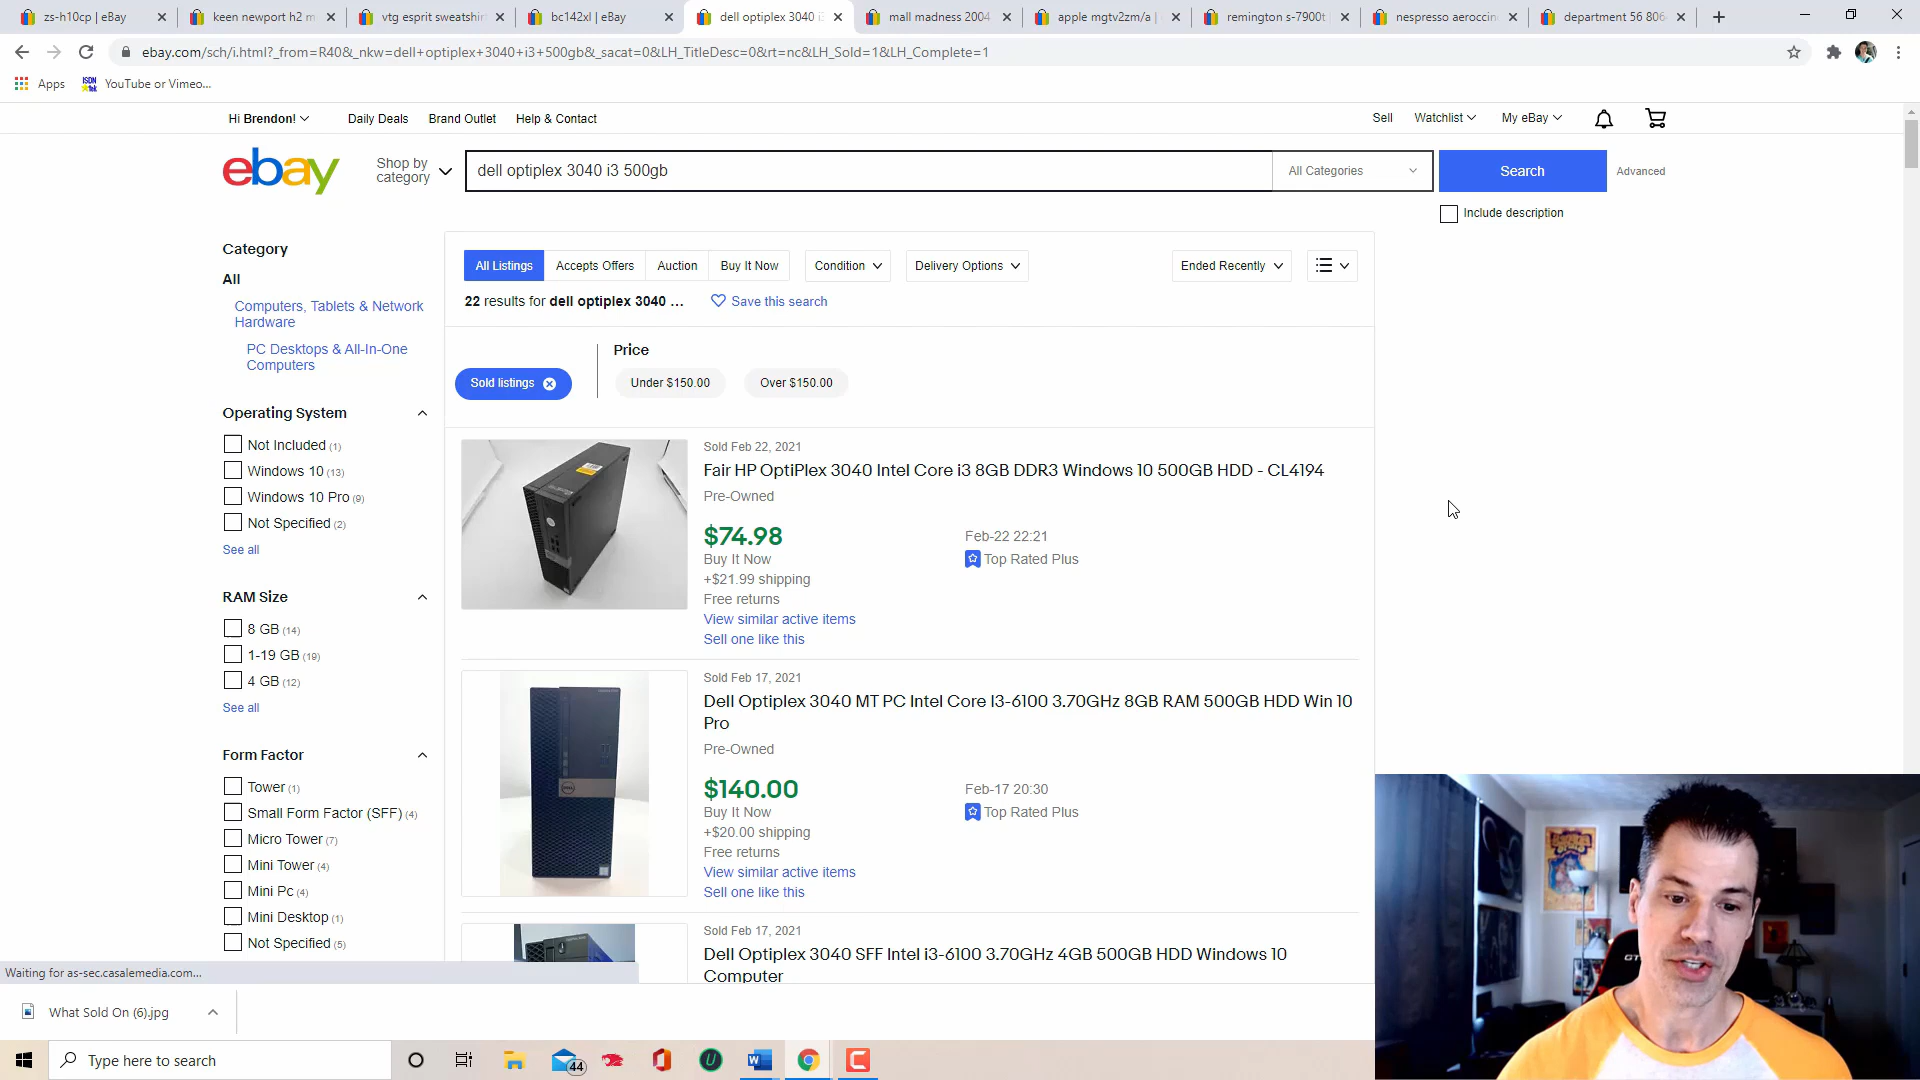 zs-h10cp | eBay
keen newport h2 m
vtg esprit sweatshirt
bc142xl | eBay
dell optiplex 3040 i3
mall madness 2004
apple mgtv2zm/a |
remington s-7900t
nespresso aeroccin
department 56 806
ebay.com/sch/i.html?_from=R40&_nkw=dell+optiplex+3040+i3+500gb&_sacat=0&LH_TitleDesc=0&rt=nc&LH_Sold=1&LH_Complete=1
Apps
ISDN
YouTube or Vimeo...
Hi Brendon!
Daily Deals
Brand Outlet
Help & Contact
Sell
Watchlist
My eBay
ebay
Shop by
category
dell optiplex 3040 i3 500gb
All Categories
Search
Advanced
Include description
Category
All
Computers, Tablets & Network
Hardware
PC Desktops & All-In-One
Computers
Operating System
Not Included (1)
Windows 10 (13)
Windows 10 Pro (9)
Not Specified (2)
See all
RAM Size
8 GB (14)
1-19 GB (19)
4 GB (12)
See all
Form Factor
Tower (1)
Small Form Factor (SFF) (4)
Micro Tower (7)
Mini Tower (4)
Mini Pc (4)
Mini Desktop (1)
Not Specified (5)
All Listings
Accepts Offers
Auction
Buy It Now
Condition
Delivery Options
Ended Recently
22 results for dell optiplex 3040 ...
Save this search
Sold listings
Price
Under $150.00
Over $150.00
Sold Feb 22, 2021
Fair HP OptiPlex 3040 Intel Core i3 8GB DDR3 Windows 10 500GB HDD - CL4194
Pre-Owned
$74.98
Buy It Now
+$21.99 shipping
Free returns
View similar active items
Sell one like this
Feb-22 22:21
Top Rated Plus
Sold Feb 17, 2021
Dell Optiplex 3040 MT PC Intel Core I3-6100 3.70GHz 8GB RAM 500GB HDD Win 10
Pro
Pre-Owned
$140.00
Buy It Now
+$20.00 shipping
Free returns
View similar active items
Sell one like this
Feb-17 20:30
Top Rated Plus
Sold Feb 17, 2021
Dell Optiplex 3040 SFF Intel i3-6100 3.70GHz 4GB 500GB HDD Windows 10
Computer
Waiting for as-sec.casalemedia.com...
What Sold On (6).jpg
Type here to search
44
GT